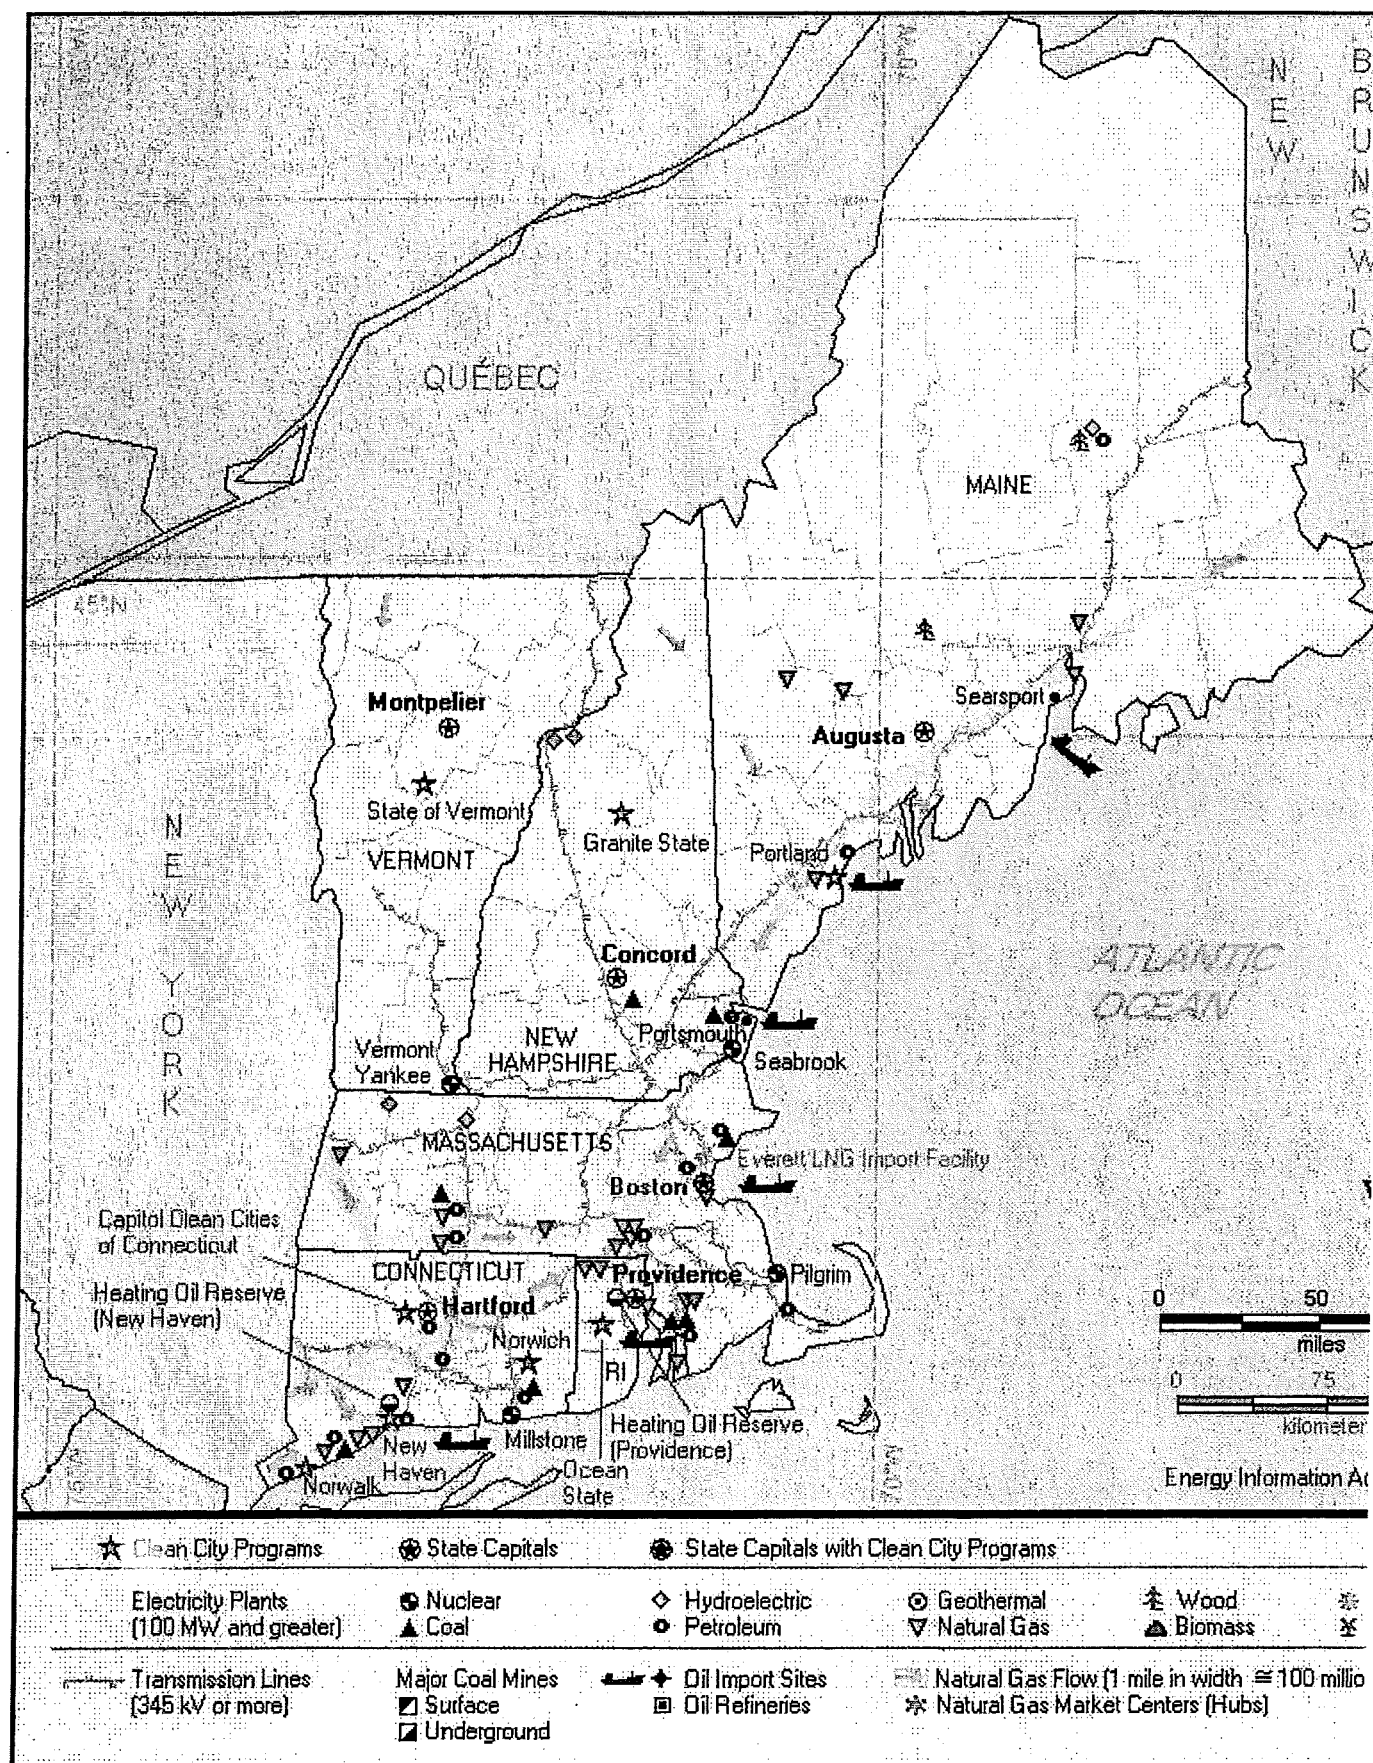 NEW
BRUNSWICK
QUÉBEC
MAINE
45°N
Montpelier
Searsport
Augusta
State of Vermont
Granite State
VERMONT
Portland
NEW YORK
Concord
ATLANTIC
OCEAN
Portsmouth
NEW
HAMPSHIRE
Seabrook
Vermont
Yankee
MASSACHUSETTS
Everett LNG Import Facility
Boston
Capitol Clean Cities
of Connecticut
CONNECTICUT
Providence
Pilgrim
Heating Oil Reserve
(New Haven)
Hartford
Norwich
RI
0 50
miles
0 75
kilometer
Heating Oil Reserve
(Providence)
New
Haven
Millstone
Ocean
State
Norwalk
Energy Information Ad
Clean City Programs
State Capitals
State Capitals with Clean City Programs
Electricity Plants
(100 MW and greater)
Nuclear
Coal
Hydroelectric
Petroleum
Geothermal
Natural Gas
Wood
Biomass
Transmission Lines
(345 kV or more)
Major Coal Mines
Surface
Underground
Oil Import Sites
Oil Refineries
Natural Gas Flow (1 mile in width ≅ 100 millio
Natural Gas Market Centers (Hubs)